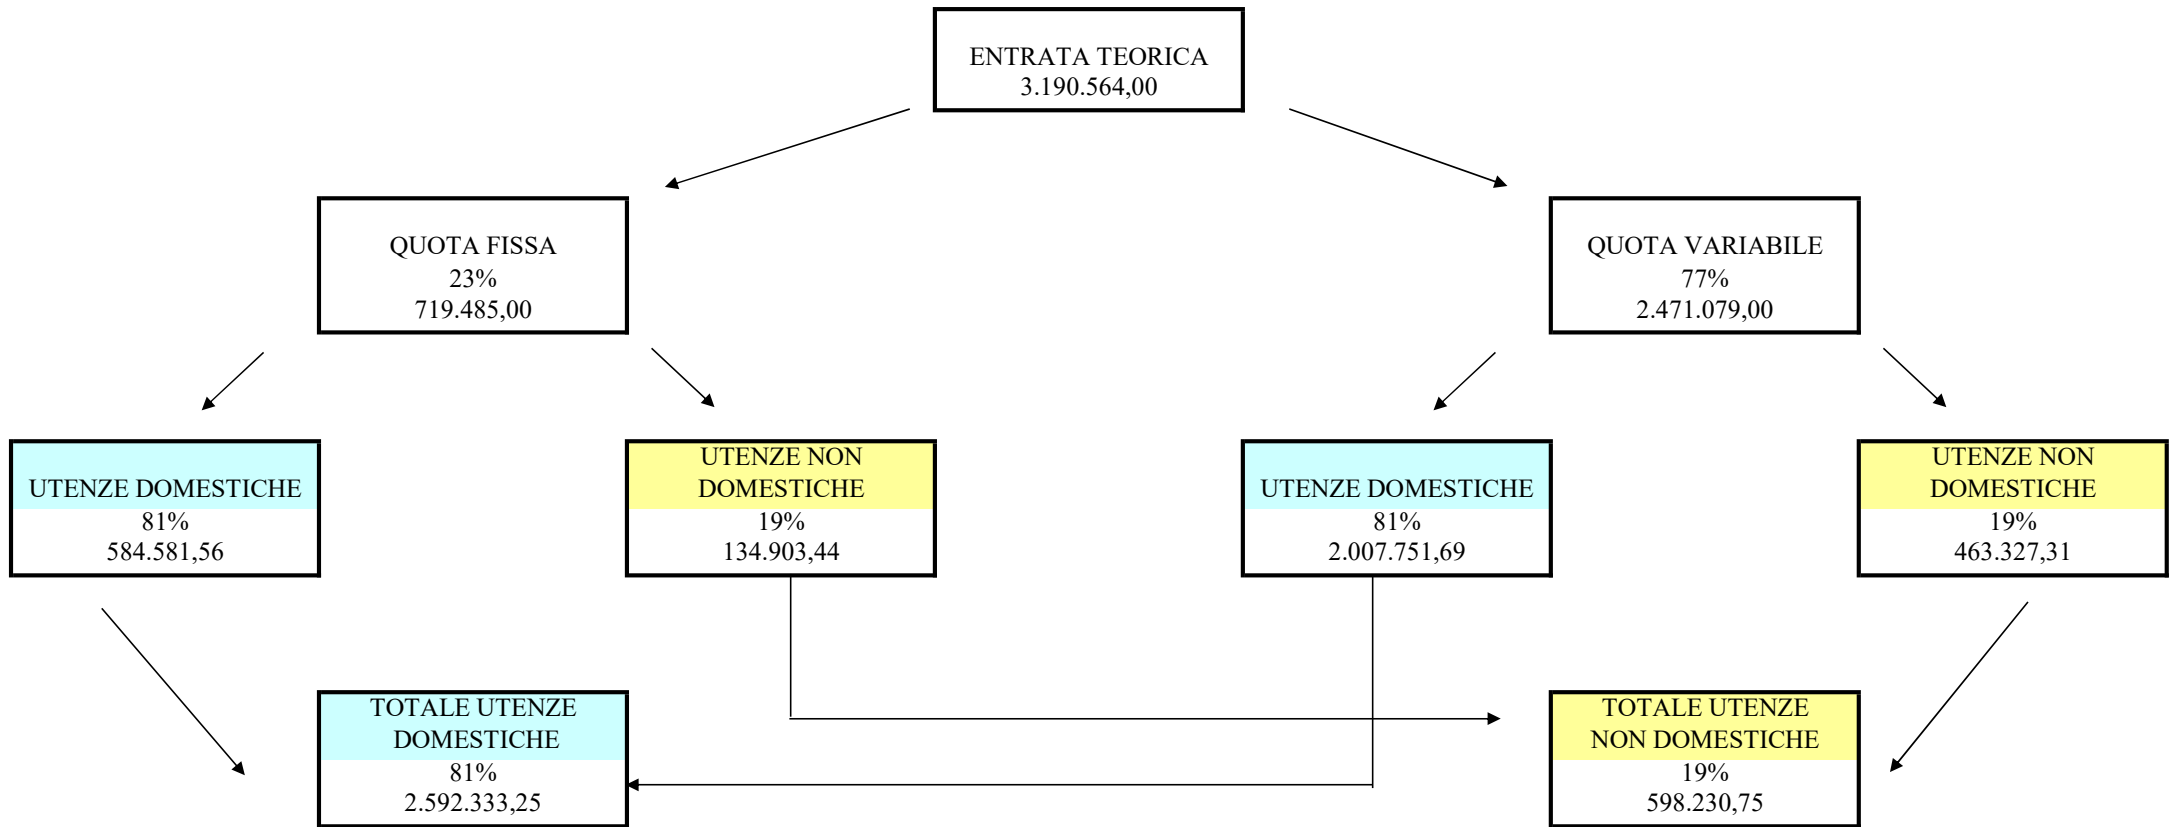 ENTRATA TEORICA
3.190.564,00
QUOTA FISSA
23%
719.485,00
QUOTA VARIABILE
77%
2.471.079,00
UTENZE DOMESTICHE
81%
584.581,56
UTENZE NON
DOMESTICHE
19%
134.903,44
UTENZE DOMESTICHE
81%
2.007.751,69
UTENZE NON
DOMESTICHE
19%
463.327,31
TOTALE UTENZE
DOMESTICHE
81%
2.592.333,25
TOTALE UTENZE
NON DOMESTICHE
19%
598.230,75